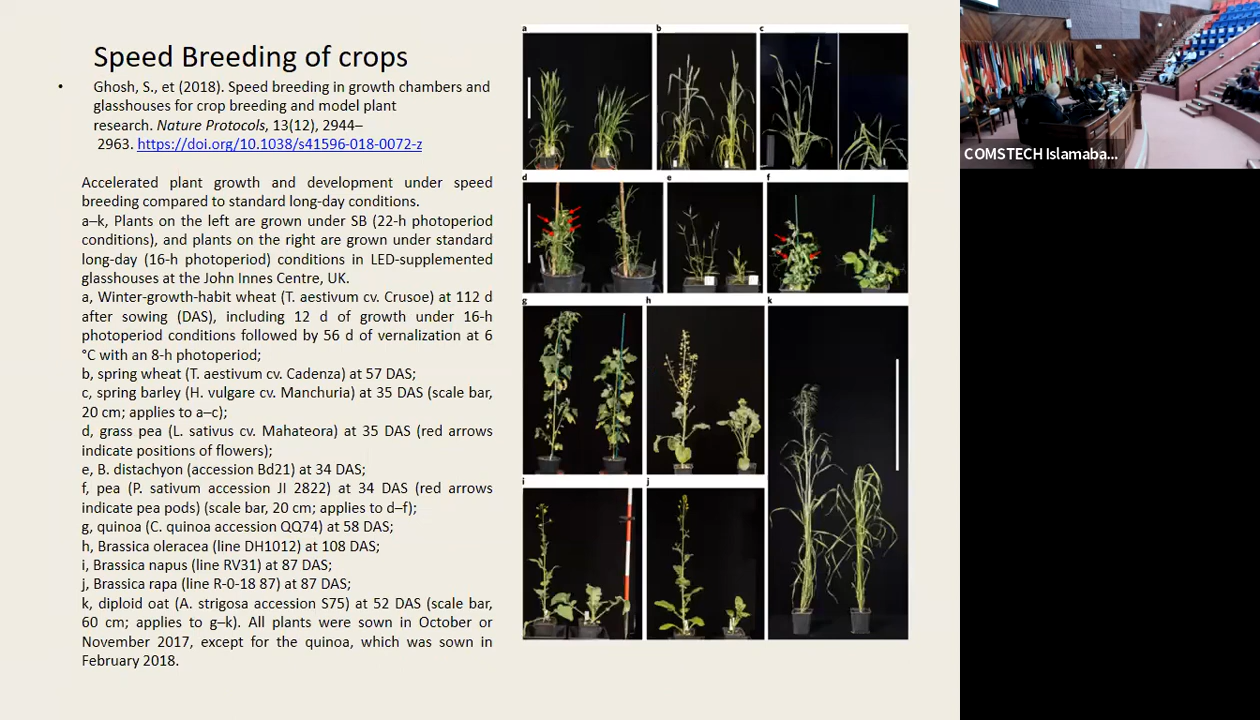 Speed Breeding of crops
• Ghosh, S., et (2018). Speed breeding in growth chambers and
glasshouses for crop breeding and model plant
research. Nature Protocols, 13(12), 2944–
2963. https://doi.org/10.1038/s41596-018-0072-z
Accelerated plant growth and development under speed
breeding compared to standard long-day conditions.
a–k, Plants on the left are grown under SB (22-h photoperiod
conditions), and plants on the right are grown under standard
long-day (16-h photoperiod) conditions in LED-supplemented
glasshouses at the John Innes Centre, UK.
a, Winter-growth-habit wheat (T. aestivum cv. Crusoe) at 112 d
after sowing (DAS), including 12 d of growth under 16-h
photoperiod conditions followed by 56 d of vernalization at 6
°C with an 8-h photoperiod;
b, spring wheat (T. aestivum cv. Cadenza) at 57 DAS;
c, spring barley (H. vulgare cv. Manchuria) at 35 DAS (scale bar,
20 cm; applies to a–c);
d, grass pea (L. sativus cv. Mahateora) at 35 DAS (red arrows
indicate positions of flowers);
e, B. distachyon (accession Bd21) at 34 DAS;
f, pea (P. sativum accession JI 2822) at 34 DAS (red arrows
indicate pea pods) (scale bar, 20 cm; applies to d–f);
g, quinoa (C. quinoa accession QQ74) at 58 DAS;
h, Brassica oleracea (line DH1012) at 108 DAS;
i, Brassica napus (line RV31) at 87 DAS;
j, Brassica rapa (line R-0-18 87) at 87 DAS;
k, diploid oat (A. strigosa accession S75) at 52 DAS (scale bar,
60 cm; applies to g–k). All plants were sown in October or
November 2017, except for the quinoa, which was sown in
February 2018.
a b c
d e f
g h k
i j
COMSTECH Islamaba...